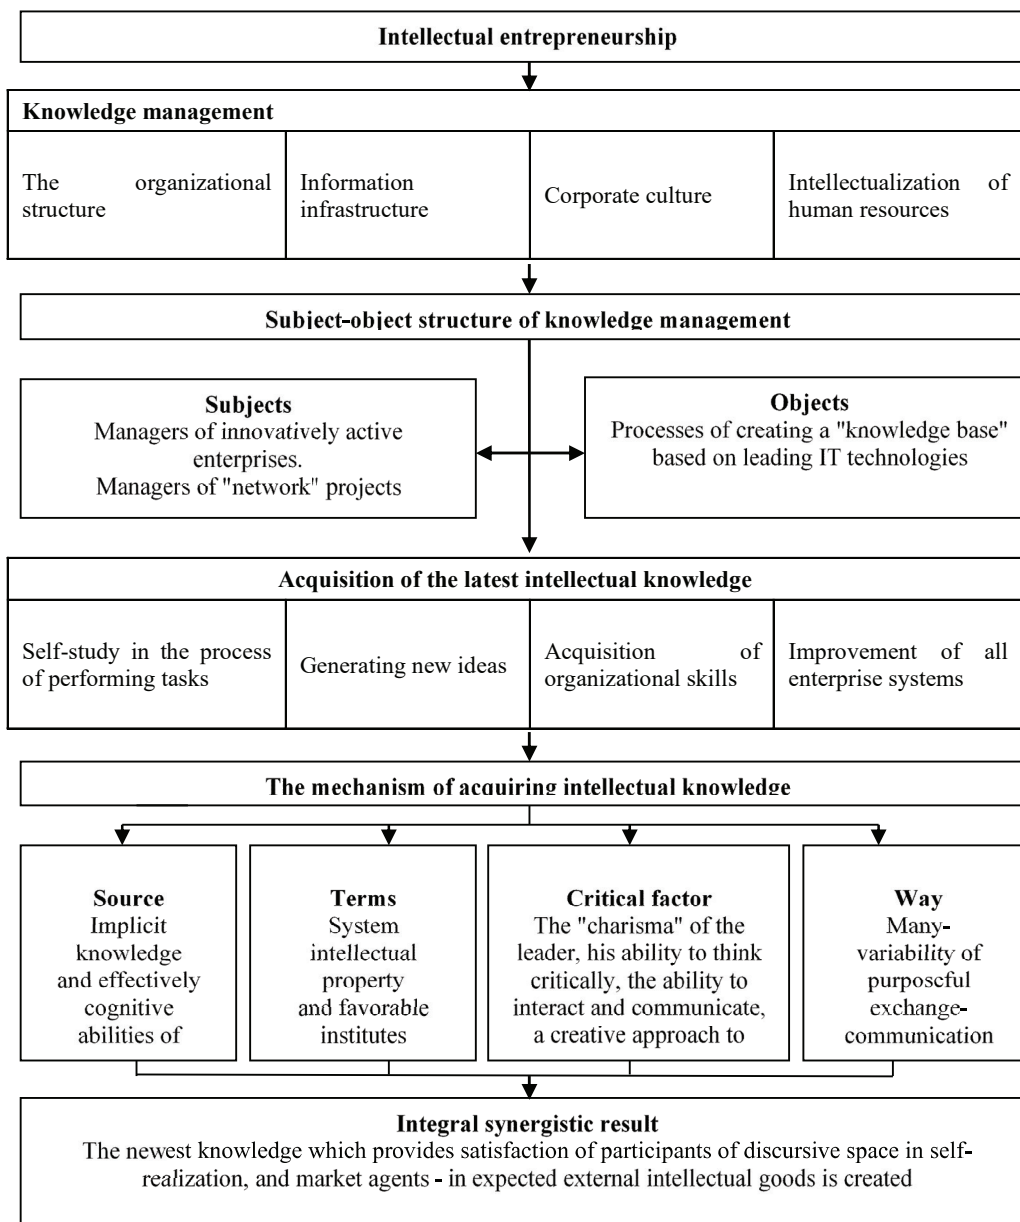 Intellectual entrepreneurship
Knowledge management
The organizational
structure
Information
infrastructure
Corporate culture
Intellectualization of
human resources
Subject-object structure of knowledge management
Subjects
Managers of innovatively active
enterprises.
Managers of "network" projects
Objects
Processes of creating a "knowledge base"
based on leading IT technologies
Acquisition of the latest intellectual knowledge
Self-study in the process
of performing tasks
Generating new ideas
Acquisition of
organizational skills
Improvement of all
enterprise systems
The mechanism of acquiring intellectual knowledge
Source
Implicit
knowledge
and effectively
cognitive
abilities of
Terms
System
intellectual
property
and favorable
institutes
Critical factor
The "charisma" of the
leader, his ability to think
critically, the ability to
interact and communicate,
a creative approach to
Way
Many-
variability of
purposeful
exchange-
communication
Integral synergistic result
The newest knowledge which provides satisfaction of participants of discursive space in self-
realization, and market agents - in expected external intellectual goods is created